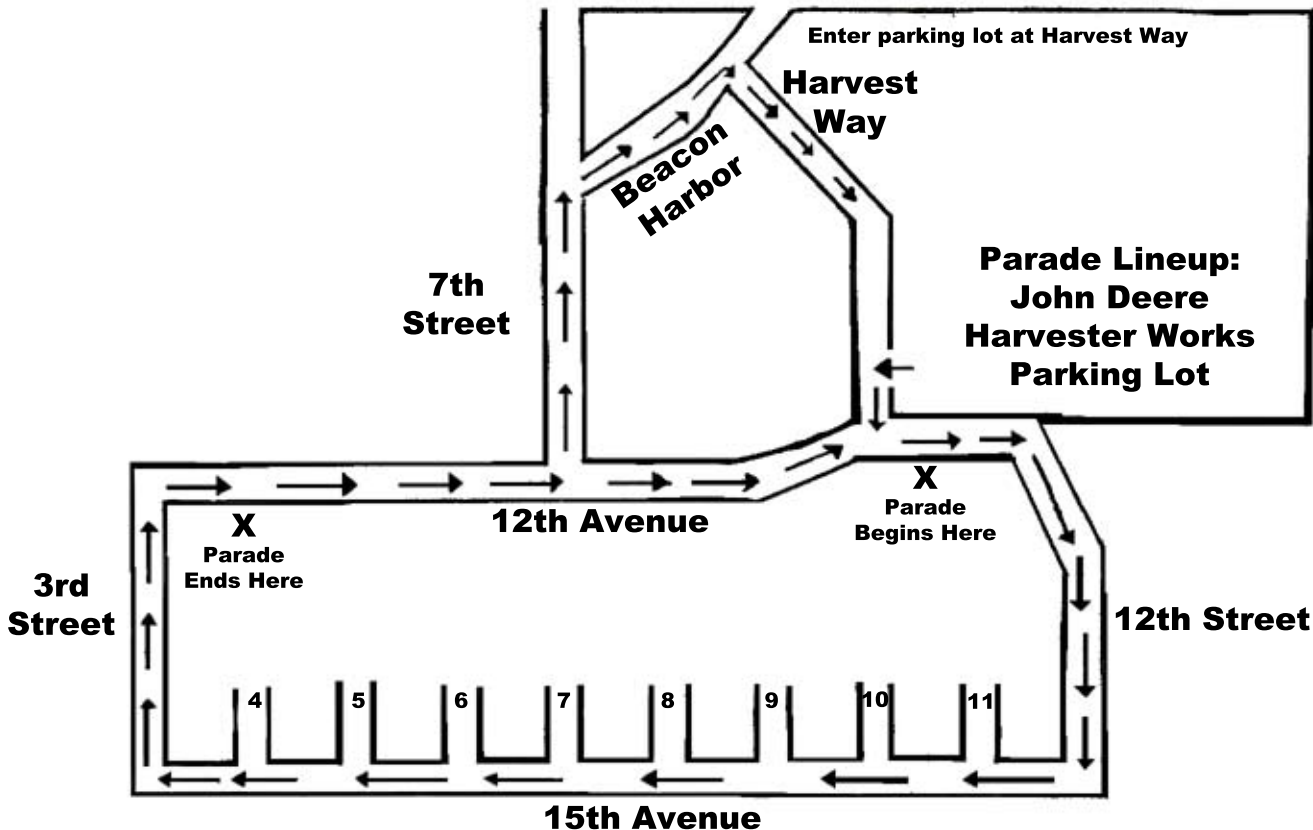 Enter parking lot at Harvest Way
Harvest
Way
Beacon
Harbor
7th
Street
Parade Lineup:
John Deere
Harvester Works
Parking Lot
X
Parade
Begins Here
12th Avenue
X
Parade
Ends Here
3rd
Street
12th Street
4 5 6 7 8 9 10 11
15th Avenue